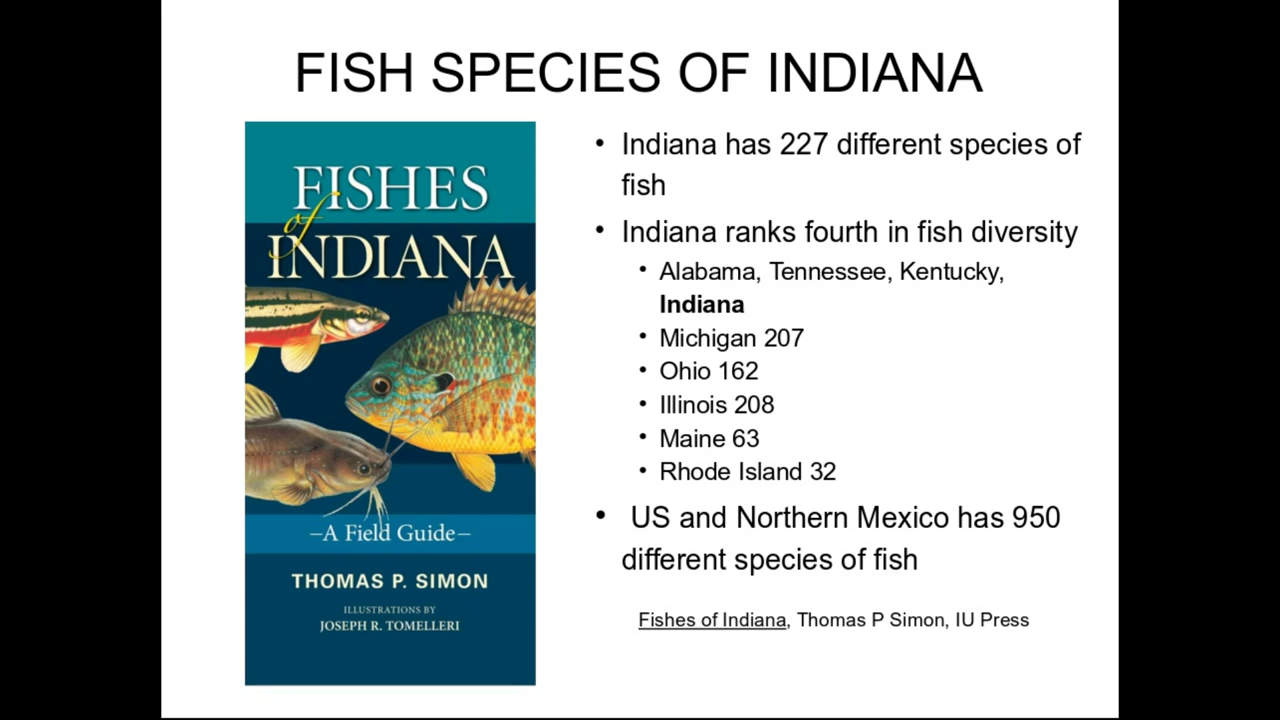 FISH SPECIES OF INDIANA
FISHES
of
INDIANA
–A Field Guide–
THOMAS P. SIMON
ILLUSTRATIONS BY
JOSEPH R. TOMELLERI
• Indiana has 227 different species of
fish
• Indiana ranks fourth in fish diversity
• Alabama, Tennessee, Kentucky,
Indiana
• Michigan 207
• Ohio 162
• Illinois 208
• Maine 63
• Rhode Island 32
• US and Northern Mexico has 950
different species of fish
Fishes of Indiana, Thomas P Simon, IU Press